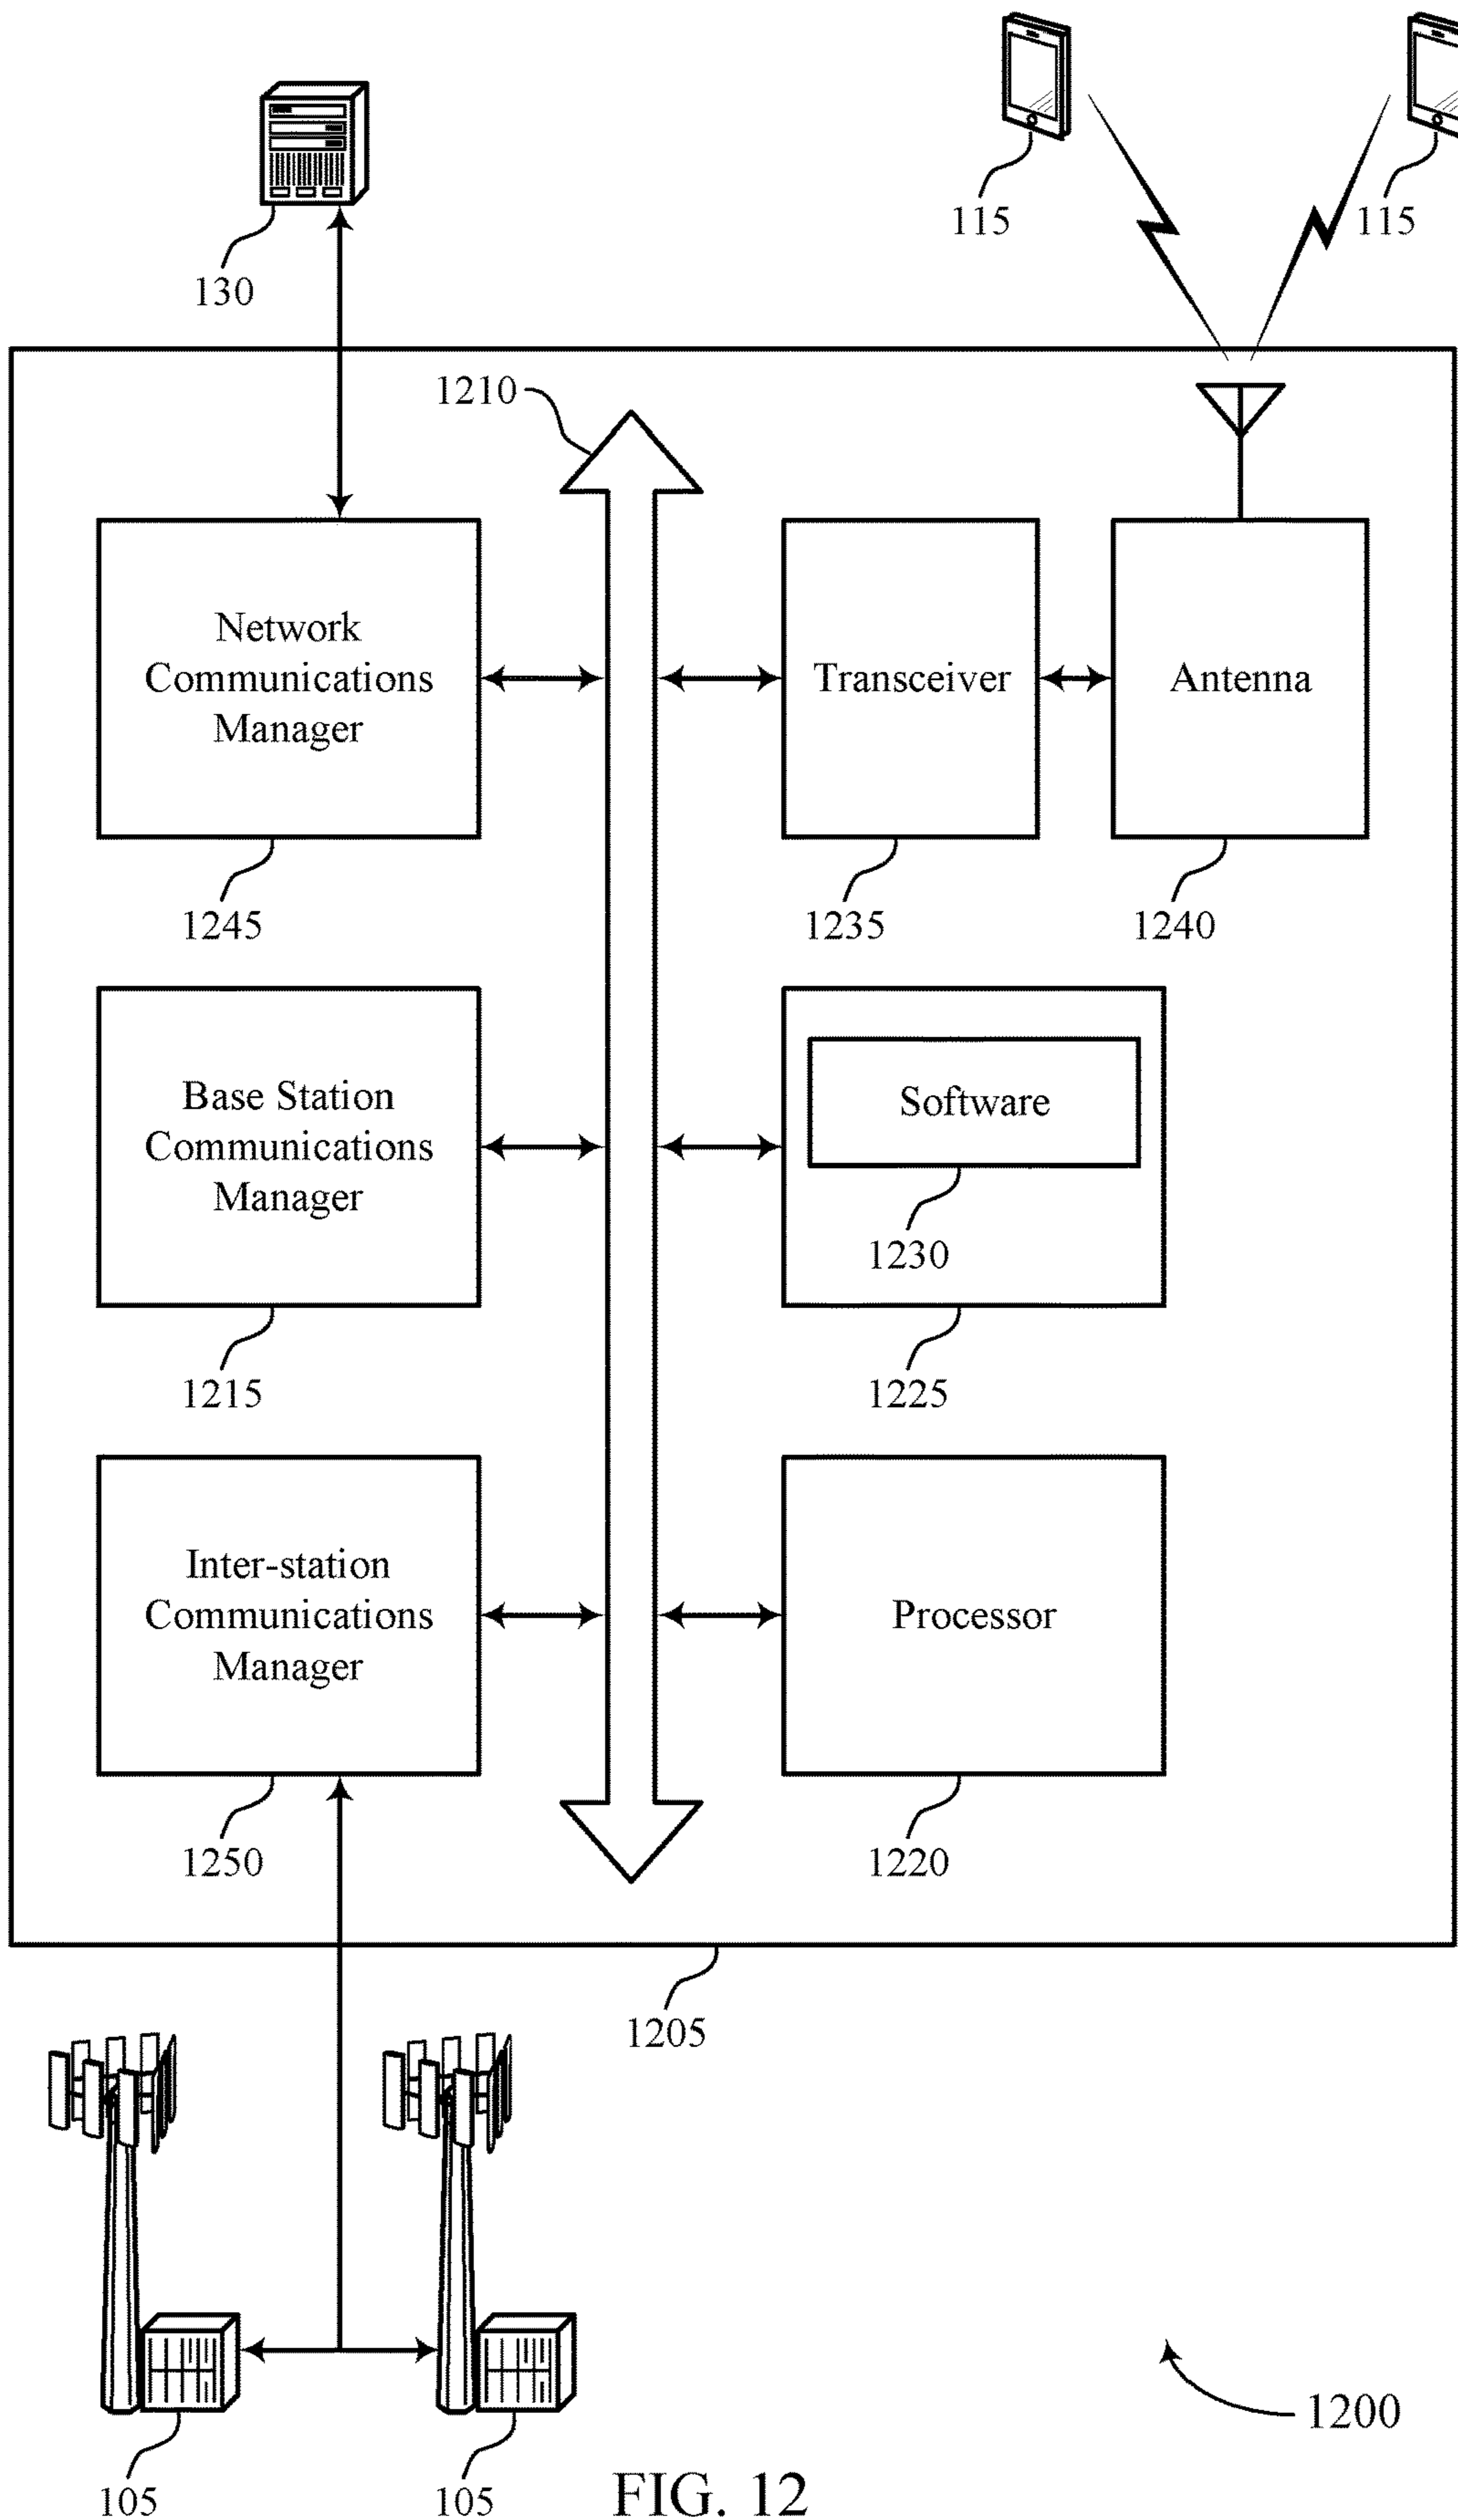 115
115
130
1210
Network
Communications
Manager
Transceiver
Antenna
1245
1235
1240
Base Station
Communications
Manager
Software
1230
1215
1225
Inter-station
Communications
Manager
Processor
1250
1220
1205
1200
105
105
FIG. 12